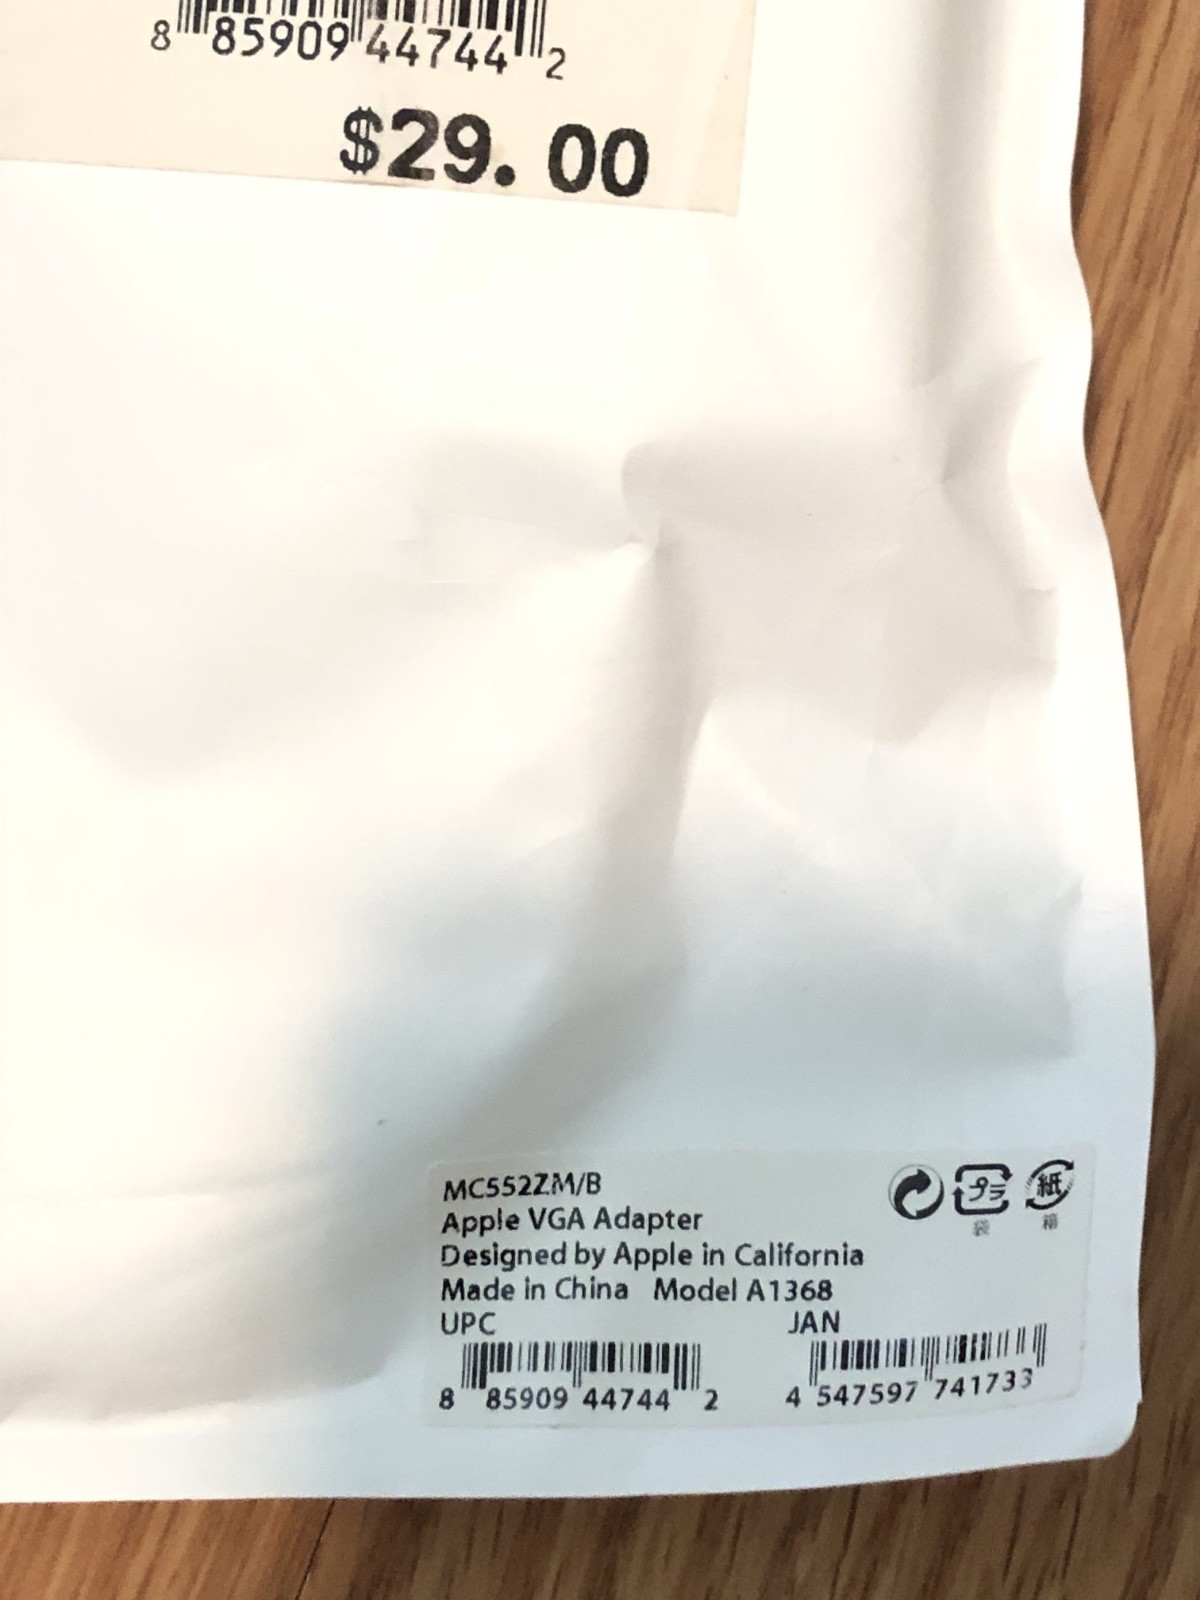 8 85909 44744 2
$29.00
MC552ZM/B
Apple VGA Adapter
Designed by Apple in California
Made in China Model A1368
プラ 紙
袋 箱
UPC JAN
8 85909 44744 2 4 547597 741733